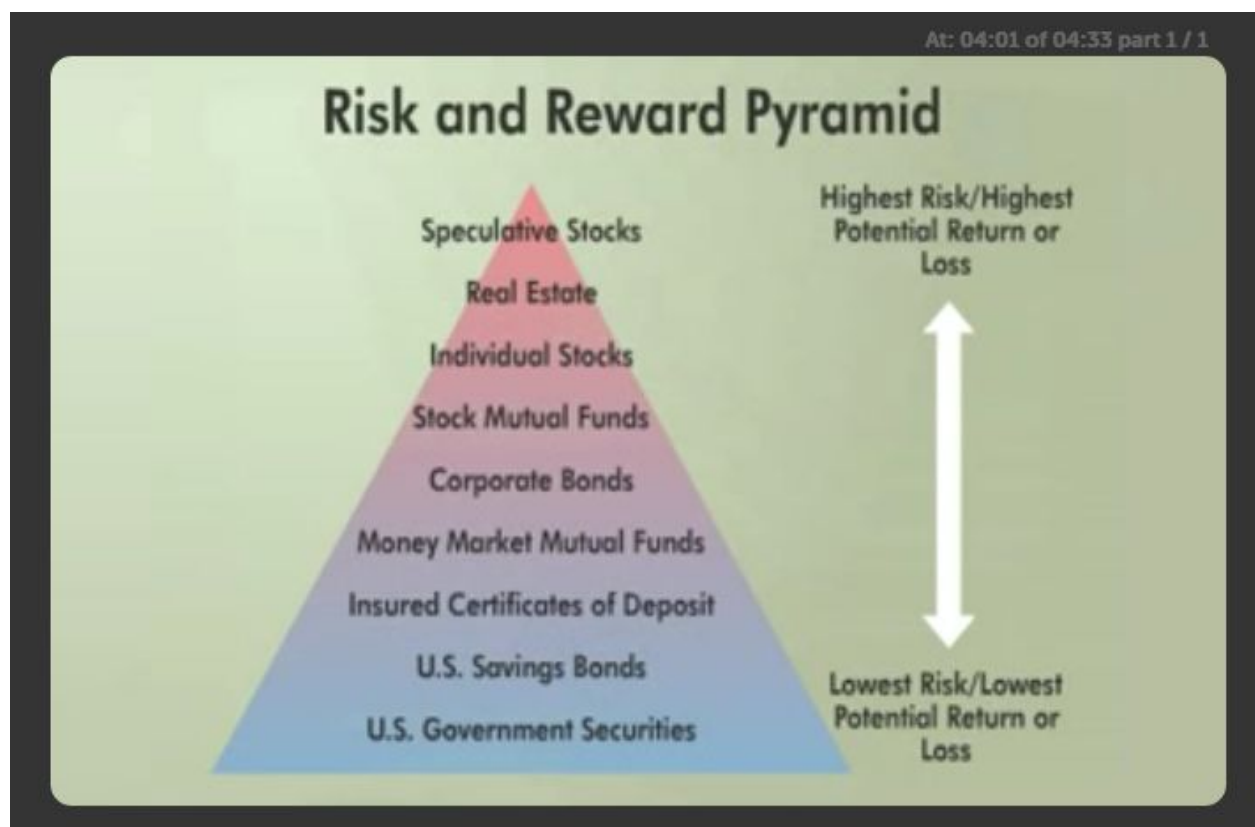 At: 04:01 of 04:33 part 1 / 1
Risk and Reward Pyramid
Speculative Stocks
Real Estate
Individual Stocks
Stock Mutual Funds
Corporate Bonds
Money Market Mutual Funds
Insured Certificates of Deposit
U.S. Savings Bonds
U.S. Government Securities
Highest Risk/Highest
Potential Return or
Loss
Lowest Risk/Lowest
Potential Return or
Loss